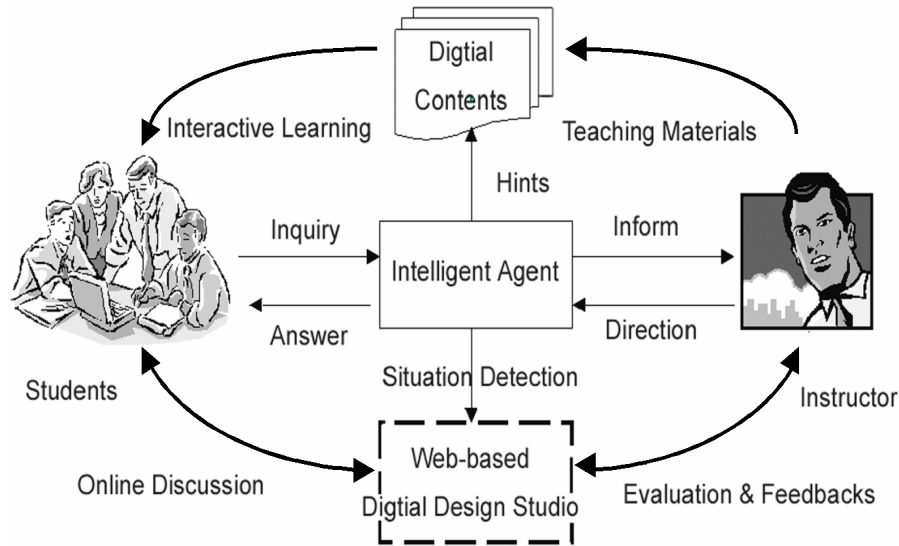 Digtial
Contents
Interactive Learning
Teaching Materials
Hints
Inquiry
Inform
Intelligent Agent
Answer
Direction
Situation Detection
Students
Instructor
Web-based
Digtial Design Studio
Online Discussion
Evaluation & Feedbacks